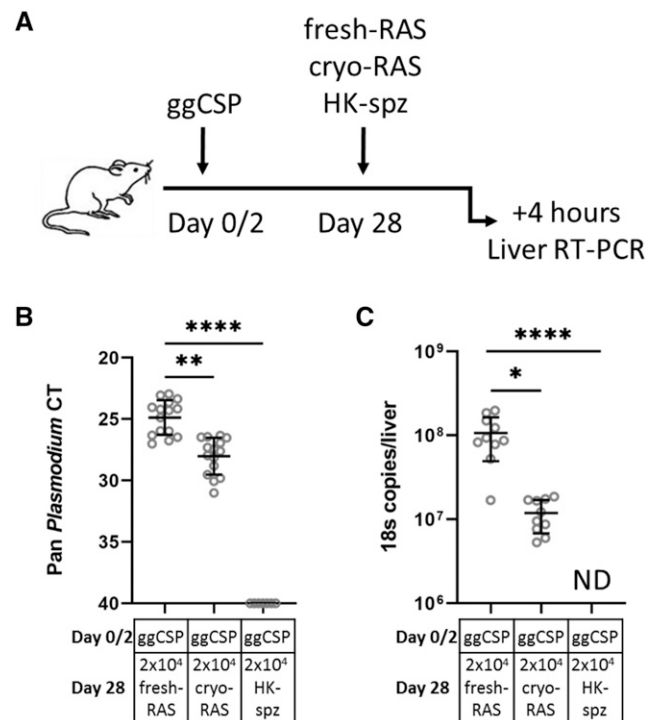 A
fresh-RAS
cryo-RAS
HK-spz
ggCSP
Day 0/2
Day 28
+4 hours
Liver RT-PCR
B
****
**
Pan Plasmodium CT
20
25
30
35
40
Day 0/2 ggCSP ggCSP ggCSP
2x10⁴ 2x10⁴ 2x10⁴
Day 28 fresh- cryo- HK-
RAS RAS spz
C
****
*
18s copies/liver
10⁹
10⁸
10⁷
10⁶
ND
Day 0/2 ggCSP ggCSP ggCSP
2x10⁴ 2x10⁴ 2x10⁴
Day 28 fresh- cryo- HK-
RAS RAS spz